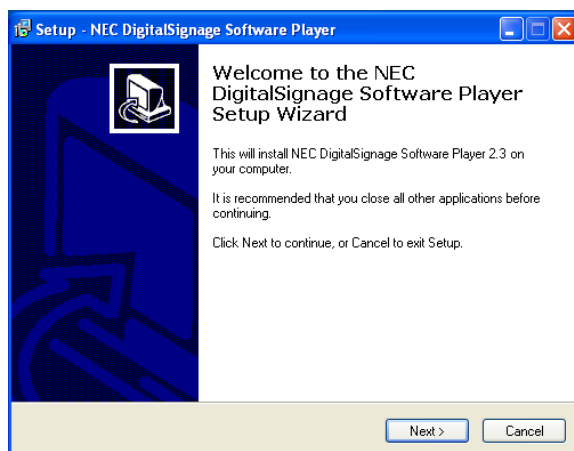 Setup - NEC DigitalSignage Software Player
Welcome to the NEC
DigitalSignage Software Player
Setup Wizard
This will install NEC DigitalSignage Software Player 2.3 on
your computer.
It is recommended that you close all other applications before
continuing.
Click Next to continue, or Cancel to exit Setup.
Next >
Cancel